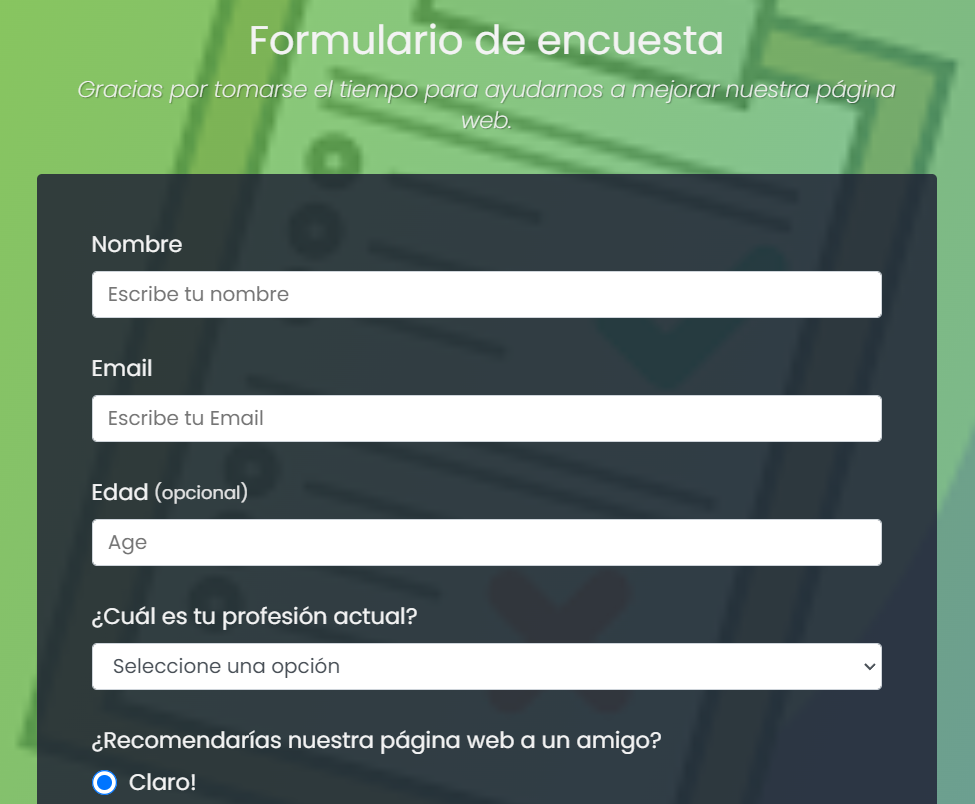 Formulario de encuesta
Gracias por tomarse el tiempo para ayudarnos a mejorar nuestra página
web.
Nombre
Escribe tu nombre
Email
Escribe tu Email
Edad (opcional)
Age
¿Cuál es tu profesión actual?
Seleccione una opción
¿Recomendarías nuestra página web a un amigo?
Claro!